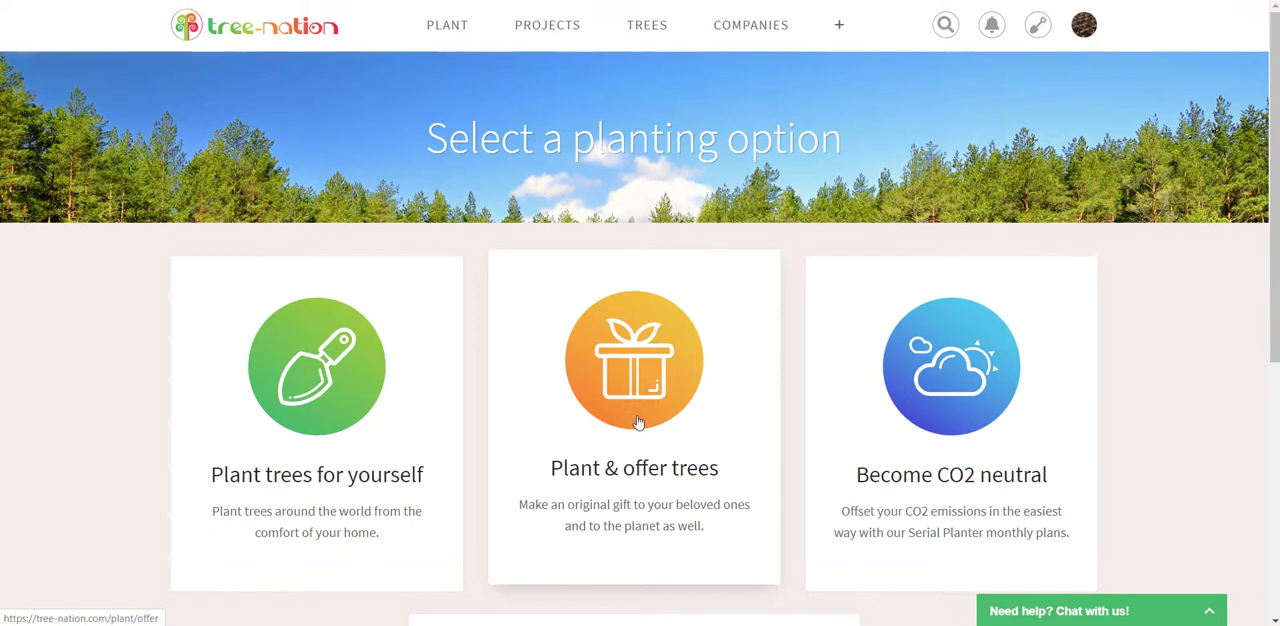 tree-nation
PLANT
PROJECTS
TREES
COMPANIES
+
Select a planting option
Plant trees for yourself
Plant trees around the world from the
comfort of your home.
Plant & offer trees
Make an original gift to your beloved ones
and to the planet as well.
Become CO2 neutral
Offset your CO2 emissions in the easiest
way with our Serial Planter monthly plans.
https://tree-nation.com/plant/offer
Need help? Chat with us!